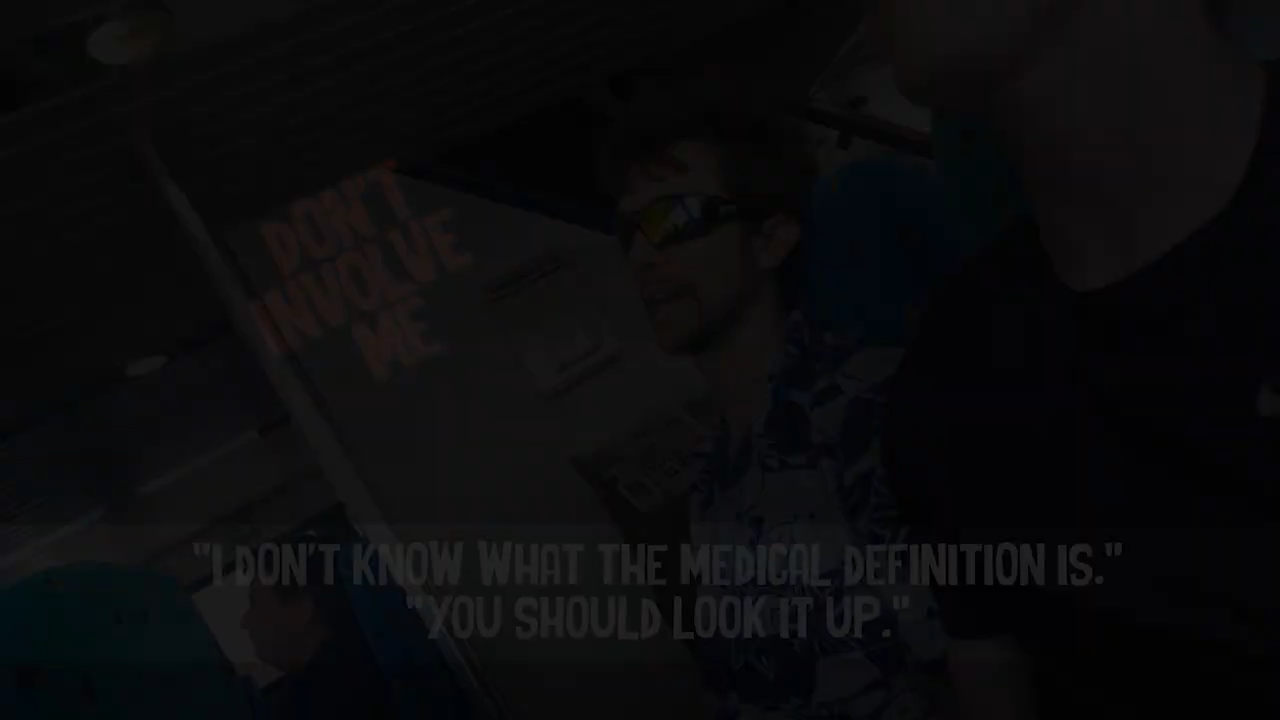 DON'T
INVOLVE
ME
"I DON'T KNOW WHAT THE MEDICAL DEFINITION IS."
"YOU SHOULD LOOK IT UP."